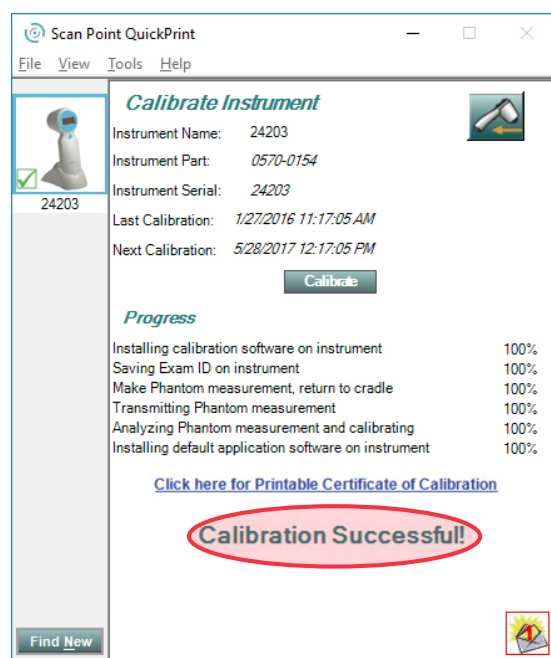 Scan Point QuickPrint
File View Tools Help
Calibrate Instrument
Instrument Name: 24203
Instrument Part: 0570-0154
Instrument Serial: 24203
24203
Last Calibration: 1/27/2016 11:17:05 AM
Next Calibration: 5/28/2017 12:17:05 PM
Calibrate
Progress
Installing calibration software on instrument 100%
Saving Exam ID on instrument 100%
Make Phantom measurement, return to cradle 100%
Transmitting Phantom measurement 100%
Analyzing Phantom measurement and calibrating 100%
Installing default application software on instrument 100%
Click here for Printable Certificate of Calibration
Calibration Successful!
Find New
1